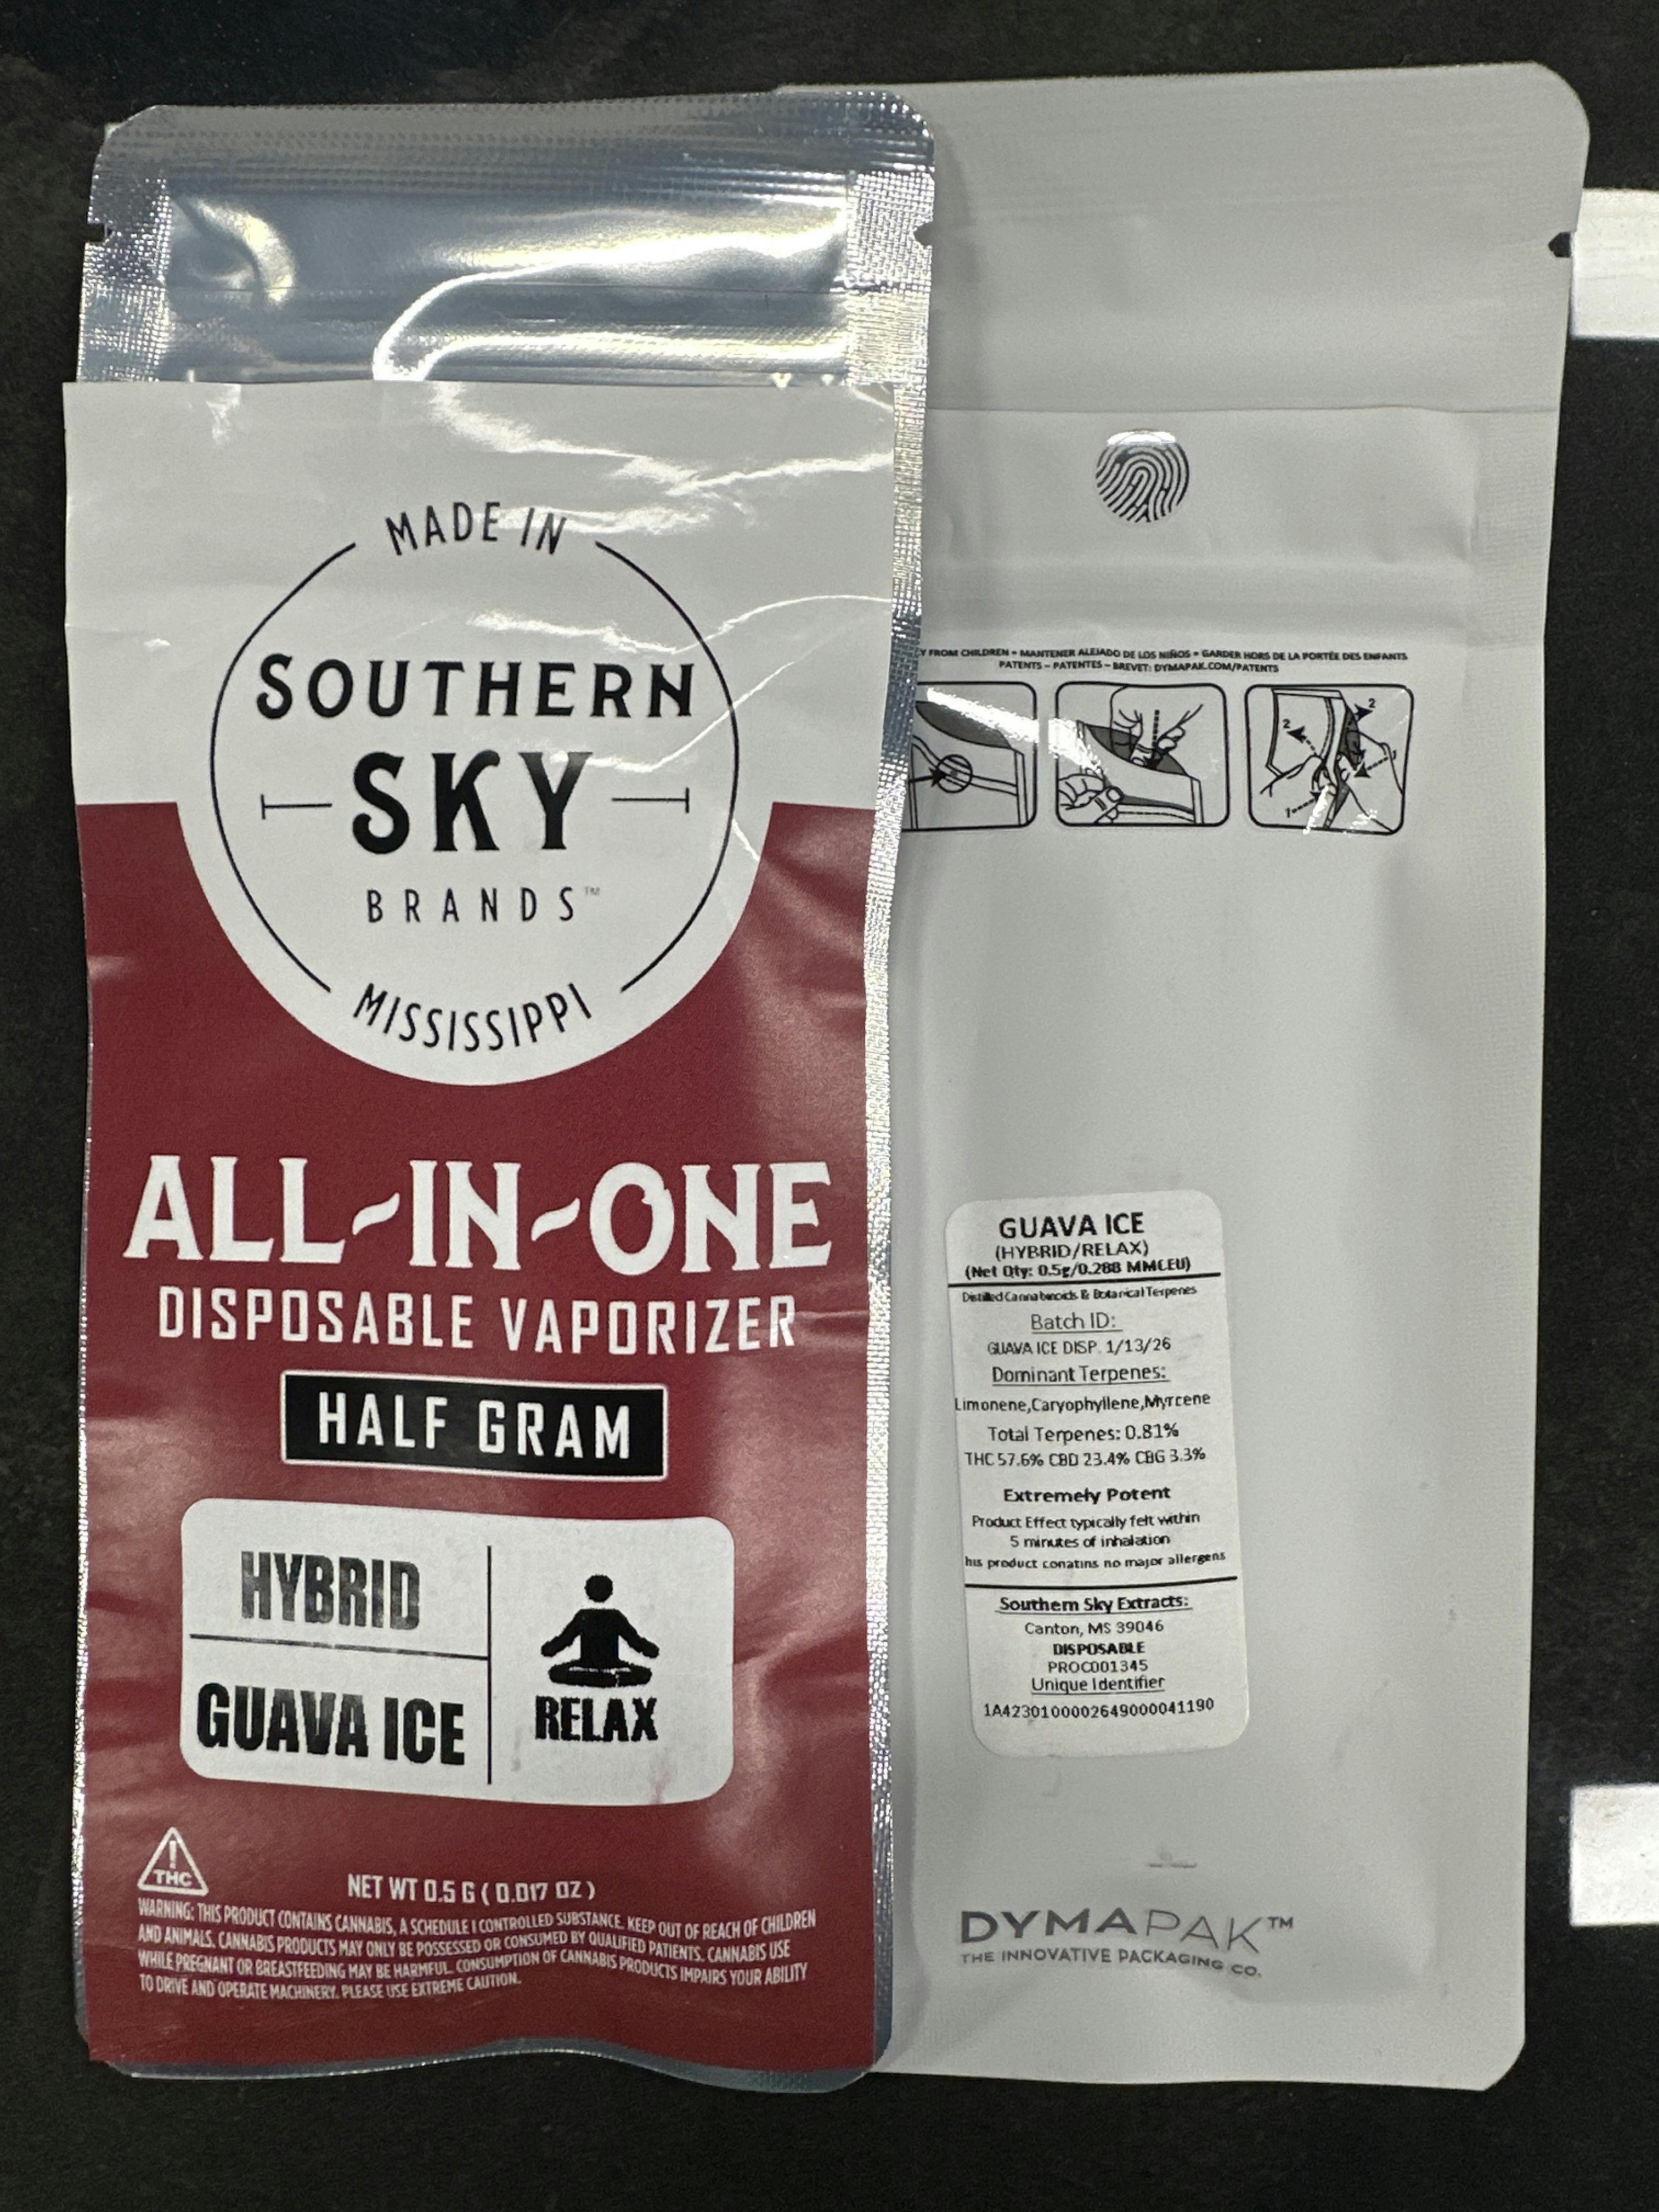 MADE IN
SOUTHERN
SKY
BRANDS™
MISSISSIPPI
ALL-IN-ONE
DISPOSABLE VAPORIZER
HALF GRAM
HYBRID
GUAVA ICE
RELAX
THC
NET WT 0.5 G ( 0.017 OZ )
WARNING: THIS PRODUCT CONTAINS CANNABIS, A SCHEDULE I CONTROLLED SUBSTANCE. KEEP OUT OF REACH OF CHILDREN
AND ANIMALS. CANNABIS PRODUCTS MAY ONLY BE POSSESSED OR CONSUMED BY QUALIFIED PATIENTS. CANNABIS USE
WHILE PREGNANT OR BREASTFEEDING MAY BE HARMFUL. CONSUMPTION OF CANNABIS PRODUCTS IMPAIRS YOUR ABILITY
TO DRIVE AND OPERATE MACHINERY. PLEASE USE EXTREME CAUTION.
Y FROM CHILDREN • MANTENER ALEJADO DE LOS NIÑOS • GARDER HORS DE LA PORTÉE DES ENFANTS
PATENTS – PATENTES – BREVET: DYMAPAK.COM/PATENTS
2
2
1
1
GUAVA ICE
(HYBRID/RELAX)
(Net Qty: 0.5g/0.288 MMCEU)
Distilled Cannabinoids & Botanical Terpenes
Batch ID:
GUAVA ICE DISP. 1/13/26
Dominant Terpenes:
Limonene,Caryophyllene,Myrcene
Total Terpenes: 0.81%
THC 57.6% CBD 23.4% CBG 3.3%
Extremely Potent
Product Effect typically felt within
5 minutes of inhalation
his product conatins no major allergens
Southern Sky Extracts:
Canton, MS 39046
DISPOSABLE
PROC001345
Unique Identifier
1A4230100002649000041190
DYMAPAK™
THE INNOVATIVE PACKAGING CO.